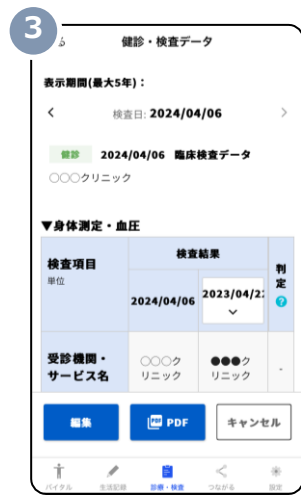 3
健診・検査データ
表示期間(最大5年)：
検査日: 2024/04/06
健診 2024/04/06 臨床検査データ
○○○クリニック
▼身体測定・血圧
検査項目
単位
検査結果
判定
?
2024/04/06
2023/04/2
受診機関・
サービス名
○○○ク
リニック
●●●ク
リニック
-
編集
PDF
PDF
キャンセル
バイタル 生活記録 診療・検査 つながる 設定